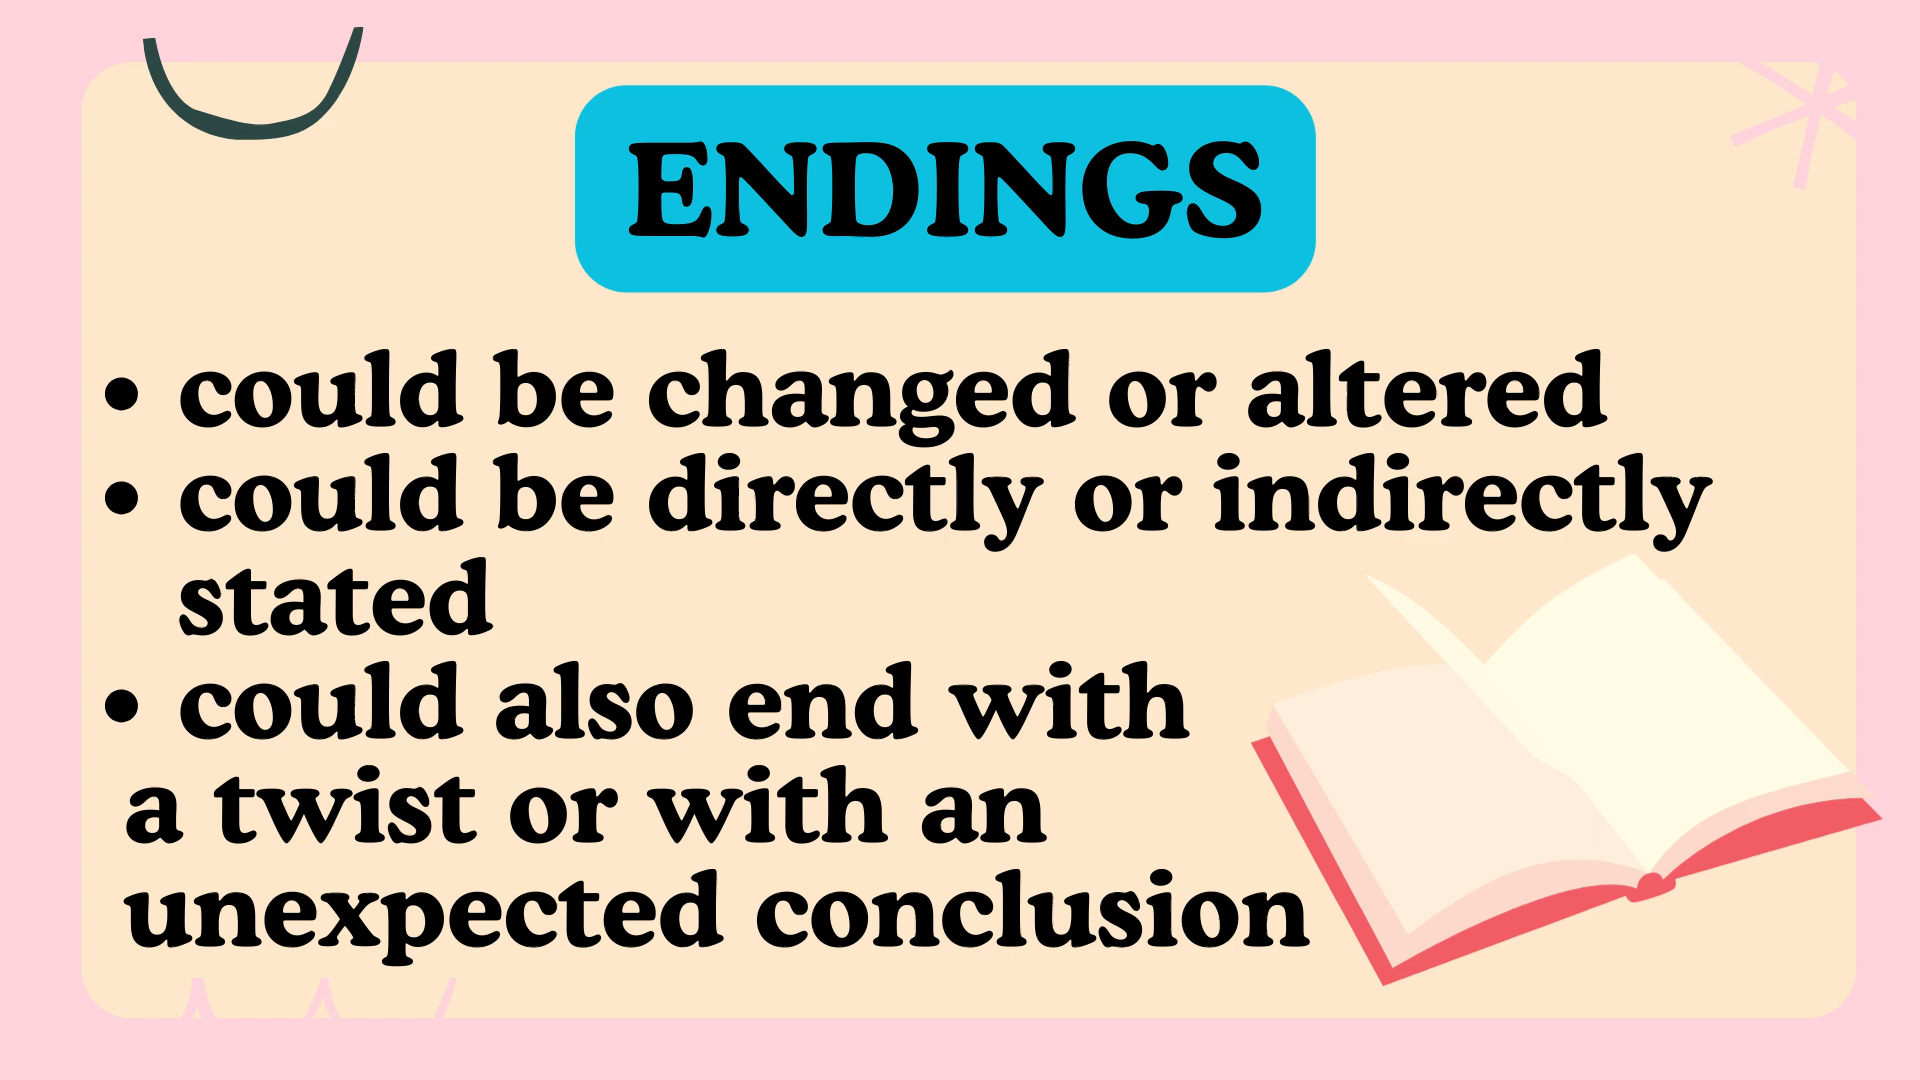 ENDINGS
• could be changed or altered
• could be directly or indirectly
stated
• could also end with
a twist or with an
unexpected conclusion